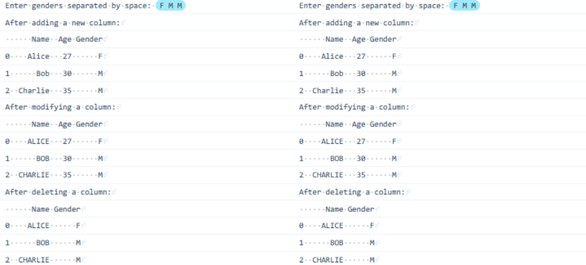 Enter genders separated by space: F M M
After adding a new column:
      Name  Age Gender
0    Alice   27      F
1      Bob   30      M
2  Charlie   35      M
After modifying a column:
      Name  Age Gender
0    ALICE   27      F
1      BOB   30      M
2  CHARLIE   35      M
After deleting a column:
      Name Gender
0    ALICE      F
1      BOB      M
2  CHARLIE      M
Enter genders separated by space: F M M
After adding a new column:
      Name  Age Gender
0    Alice   27      F
1      Bob   30      M
2  Charlie   35      M
After modifying a column:
      Name  Age Gender
0    ALICE   27      F
1      BOB   30      M
2  CHARLIE   35      M
After deleting a column:
      Name Gender
0    ALICE      F
1      BOB      M
2  CHARLIE      M